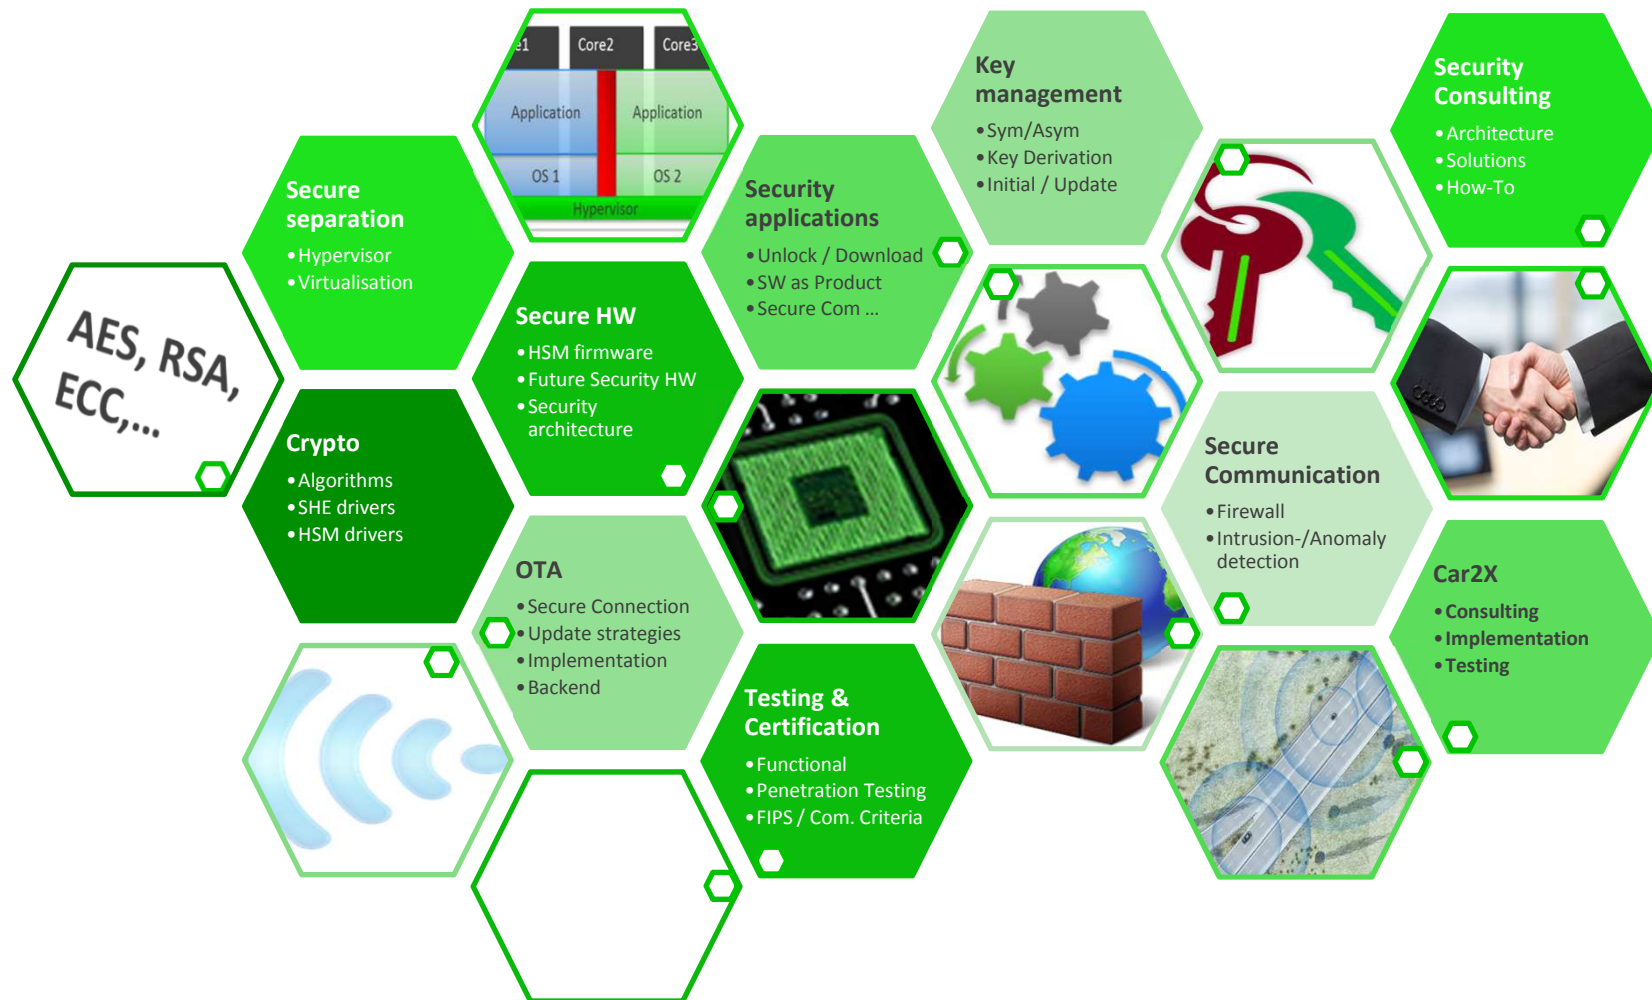 e1
Core2
Core3
Application
Application
OS 1
OS 2
Hypervisor
Key
management
•Sym/Asym
•Key Derivation
•Initial / Update
Security
Consulting
•Architecture
•Solutions
•How-To
Secure
separation
•Hypervisor
•Virtualisation
Security
applications
•Unlock / Download
•SW as Product
•Secure Com ...
AES, RSA,
ECC,...
Secure HW
•HSM firmware
•Future Security HW
•Security
architecture
Crypto
•Algorithms
•SHE drivers
•HSM drivers
Secure
Communication
•Firewall
•Intrusion-/Anomaly
detection
OTA
•Secure Connection
•Update strategies
•Implementation
•Backend
Car2X
•Consulting
•Implementation
•Testing
Testing &
Certification
•Functional
•Penetration Testing
•FIPS / Com. Criteria